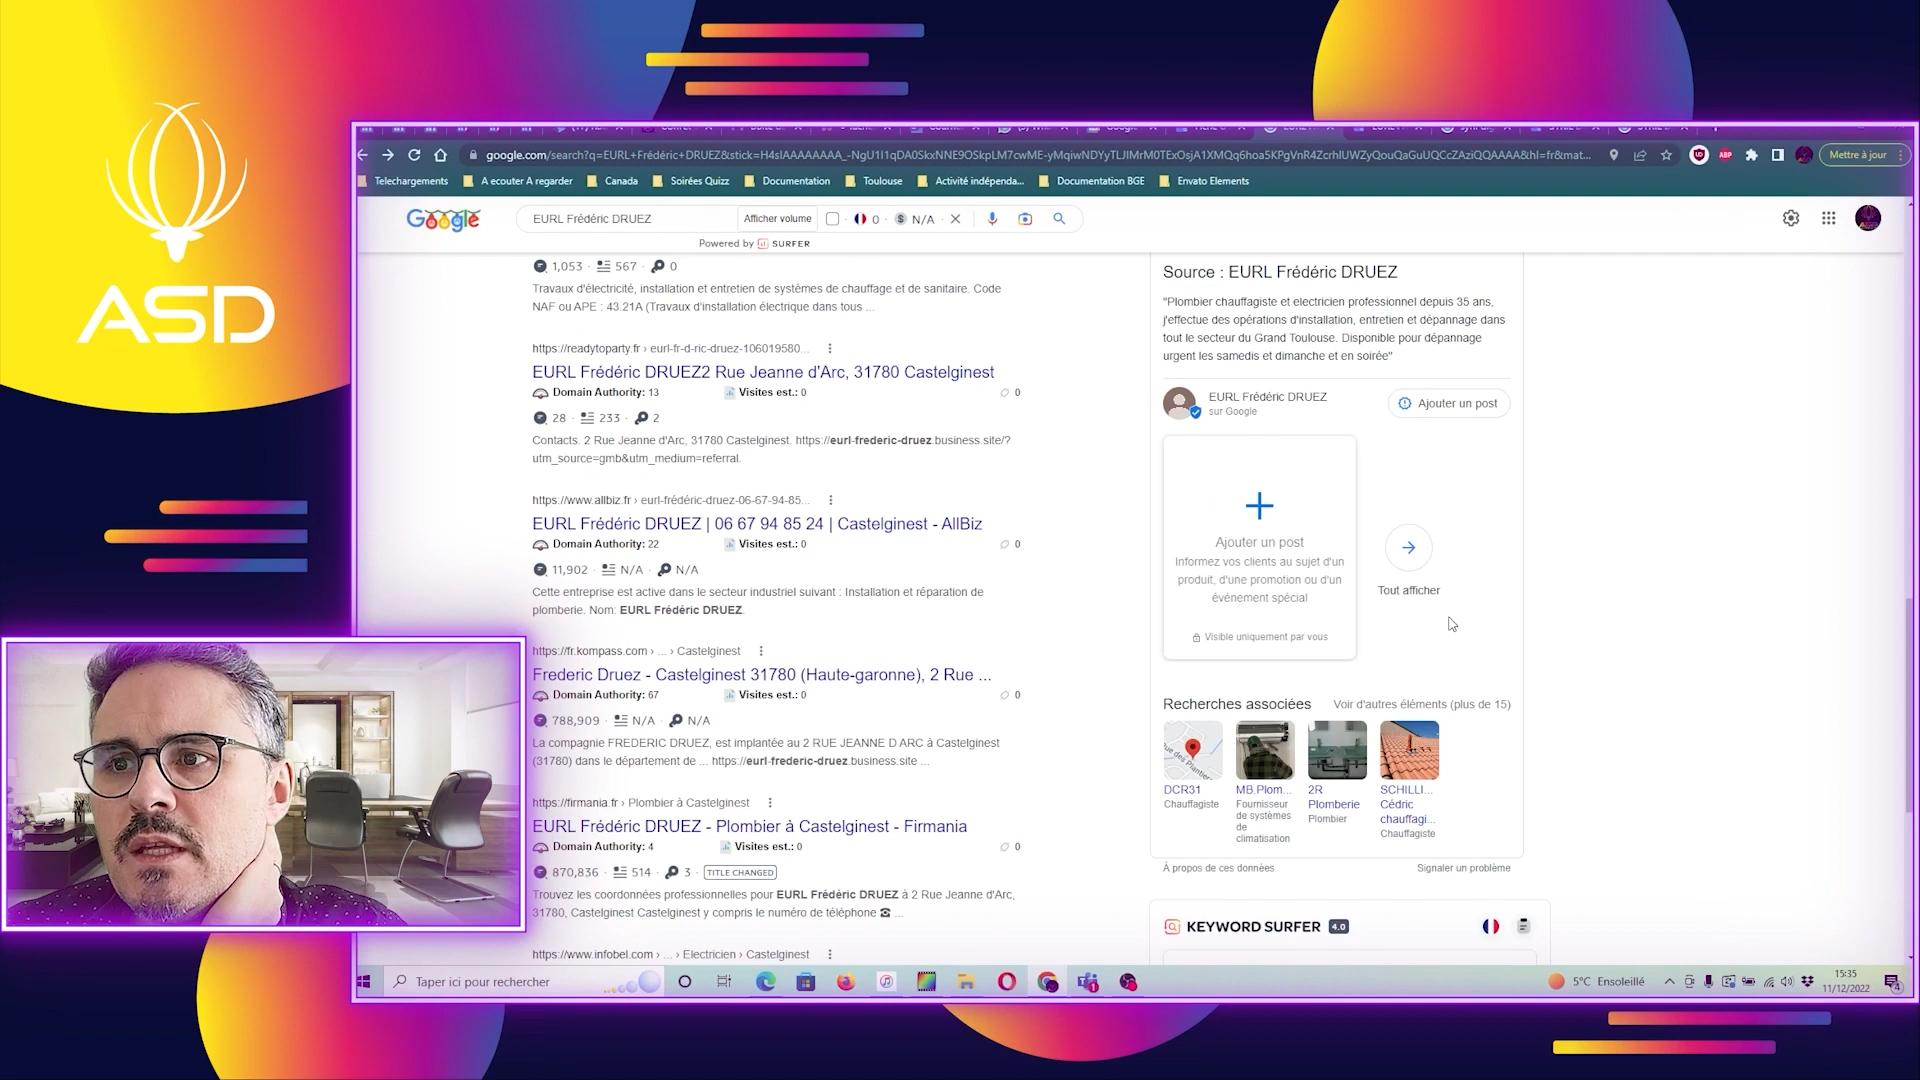 ASD
google.com/search?q=EURL+Frédéric+DRUEZ&stick=H4sIAAAAAAAA_-NgU1I1qDA0SkxNNE9OSkpLM7cwME-yMqiwNDYyTLJIMrM0TExOsjA1XMQq6hoa5KPgVnR4ZcrhlUWZyQouQaGuUQCcZAziQQAAAA&hl=fr&mat...
Mettre à jour
Telechargements
A ecouter A regarder
Canada
Soirées Quizz
Documentation
Toulouse
Activité indépenda...
Documentation BGE
Envato Elements
Google
EURL Frédéric DRUEZ
Afficher volume
0
N/A
Powered by SURFER
1,053 · 567 · 0
Travaux d'électricité, installation et entretien de systèmes de chauffage et de sanitaire. Code
NAF ou APE : 43.21A (Travaux d'installation électrique dans tous ...
https://readytoparty.fr › eurl-fr-d-ric-druez-106019580...
EURL Frédéric DRUEZ2 Rue Jeanne d'Arc, 31780 Castelginest
Domain Authority: 13 Visites est.: 0 0
28 · 233 · 2
Contacts. 2 Rue Jeanne d'Arc, 31780 Castelginest. https://eurl-frederic-druez.business.site/?
utm_source=gmb&utm_medium=referral.
https://www.allbiz.fr › eurl-frédéric-druez-06-67-94-85...
EURL Frédéric DRUEZ | 06 67 94 85 24 | Castelginest - AllBiz
Domain Authority: 22 Visites est.: 0 0
11,902 · N/A · N/A
Cette entreprise est active dans le secteur industriel suivant : Installation et réparation de
plomberie. Nom: EURL Frédéric DRUEZ.
https://fr.kompass.com › ... › Castelginest
Frederic Druez - Castelginest 31780 (Haute-garonne), 2 Rue ...
Domain Authority: 67 Visites est.: 0 0
788,909 · N/A · N/A
La compagnie FREDERIC DRUEZ, est implantée au 2 RUE JEANNE D ARC à Castelginest
(31780) dans le département de ... https://eurl-frederic-druez.business.site ...
https://firmania.fr › Plombier à Castelginest
EURL Frédéric DRUEZ - Plombier à Castelginest - Firmania
Domain Authority: 4 Visites est.: 0 0
870,836 · 514 · 3 TITLE CHANGED
Trouvez les coordonnées professionnelles pour EURL Frédéric DRUEZ à 2 Rue Jeanne d'Arc,
31780, Castelginest Castelginest y compris le numéro de téléphone ☎ ...
https://www.infobel.com › ... › Electricien › Castelginest
Source : EURL Frédéric DRUEZ
"Plombier chauffagiste et electricien professionnel depuis 35 ans,
j'effectue des opérations d'installation, entretien et dépannage dans
tout le secteur du Grand Toulouse. Disponible pour dépannage
urgent les samedis et dimanche et en soirée"
EURL Frédéric DRUEZ
sur Google
Ajouter un post
Ajouter un post
Informez vos clients au sujet d'un
produit, d'une promotion ou d'un
événement spécial
Visible uniquement par vous
Tout afficher
Recherches associées
Voir d'autres éléments (plus de 15)
DCR31
Chauffagiste
MB.Plom...
Fournisseur
de systèmes
de
climatisation
2R
Plomberie
Plombier
SCHILLI...
Cédric
chauffagi...
Chauffagiste
À propos de ces données
Signaler un problème
KEYWORD SURFER 4.0
Taper ici pour rechercher
5°C Ensoleillé
15:35
11/12/2022